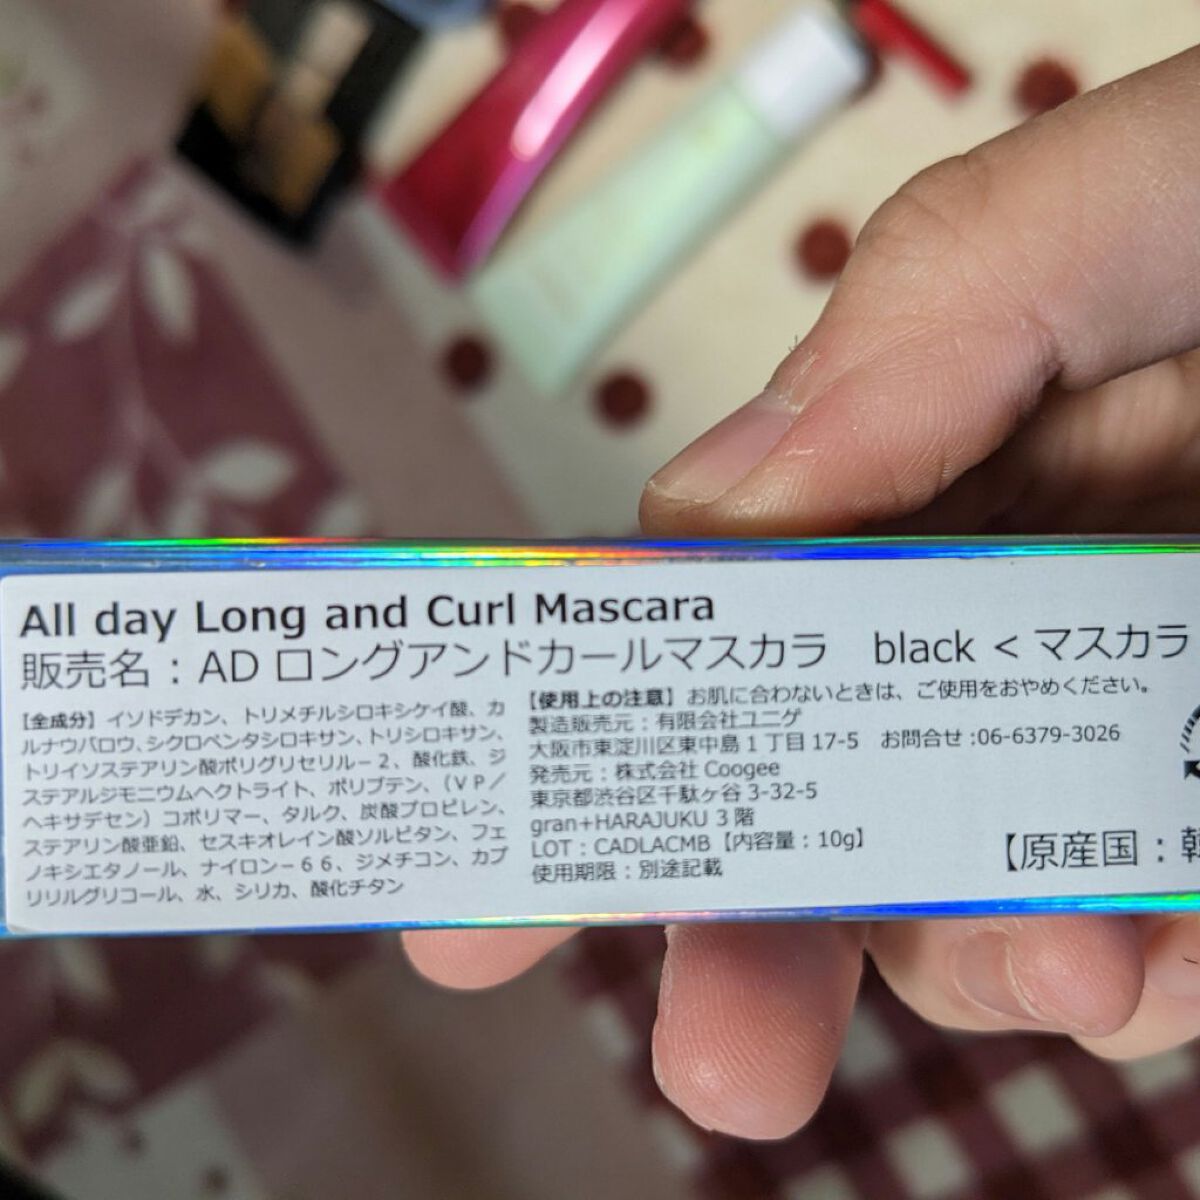 All day Long and Curl Mascara
販売名：AD ロングアンドカールマスカラ　black < マスカラ
【全成分】イソドデカン、トリメチルシロキシケイ酸、カ
ルナウバロウ、シクロペンタシロキサン、トリシロキサン、
トリイソステアリン酸ポリグリセリル－２、酸化鉄、ジ
ステアルジモニウムヘクトライト、ポリブテン、（ＶＰ／
ヘキサデセン）コポリマー、タルク、炭酸プロピレン、
ステアリン酸亜鉛、セスキオレイン酸ソルビタン、フェ
ノキシエタノール、ナイロン－６６、ジメチコン、カプ
リリルグリコール、水、シリカ、酸化チタン
【使用上の注意】お肌に合わないときは、ご使用をおやめください。
製造販売元：有限会社ユニゲ
大阪市東淀川区東中島 1 丁目 17-5　お問合せ :06-6379-3026
発売元：株式会社 Coogee
東京都渋谷区千駄ヶ谷 3-32-5
gran+HARAJUKU 3 階
LOT：CADLACMB【内容量：10g】
使用期限：別途記載
【原産国：韓